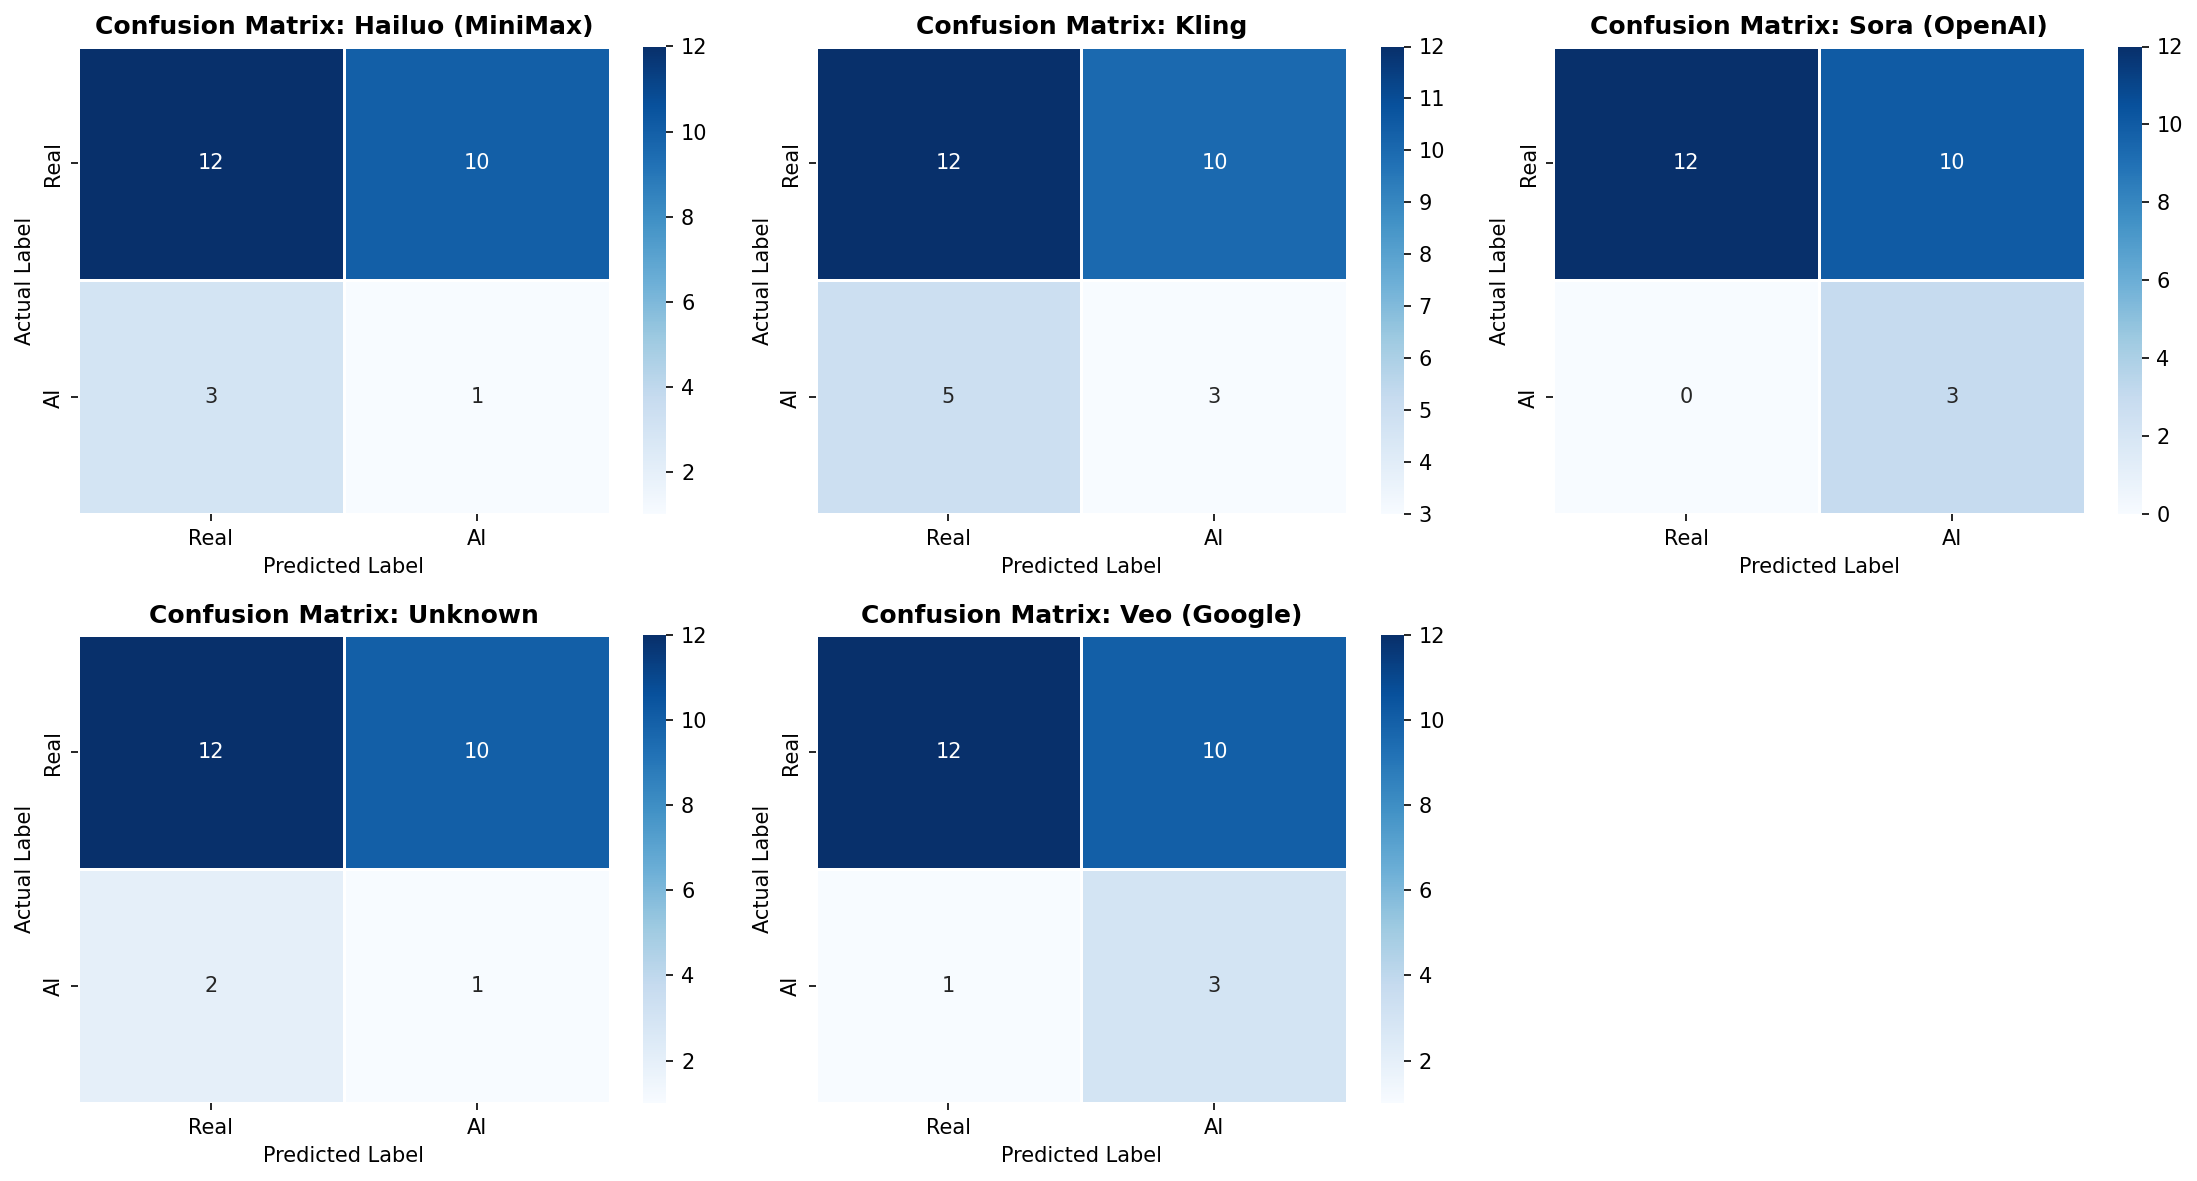 Confusion Matrix: Hailuo (MiniMax)
Actual Label
Real
AI
12
10
3
1
Real
AI
Predicted Label
12
10
8
6
4
2
Confusion Matrix: Kling
Actual Label
Real
AI
12
10
5
3
Real
AI
Predicted Label
12
11
10
9
8
7
6
5
4
3
Confusion Matrix: Sora (OpenAI)
Actual Label
Real
AI
12
10
0
3
Real
AI
Predicted Label
12
10
8
6
4
2
0
Confusion Matrix: Unknown
Actual Label
Real
AI
12
10
2
1
Real
AI
Predicted Label
12
10
8
6
4
2
Confusion Matrix: Veo (Google)
Actual Label
Real
AI
12
10
1
3
Real
AI
Predicted Label
12
10
8
6
4
2